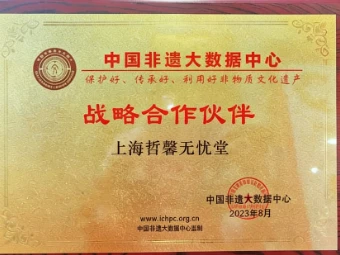 中国非遗大数据中心
保护好、传承好、利用好非物质文化遗产
战略合作伙伴
上海哲馨无忧堂
中国非遗大数据中心
2023年8月
www.ichpc.org.cn
中国非遗大数据中心监制